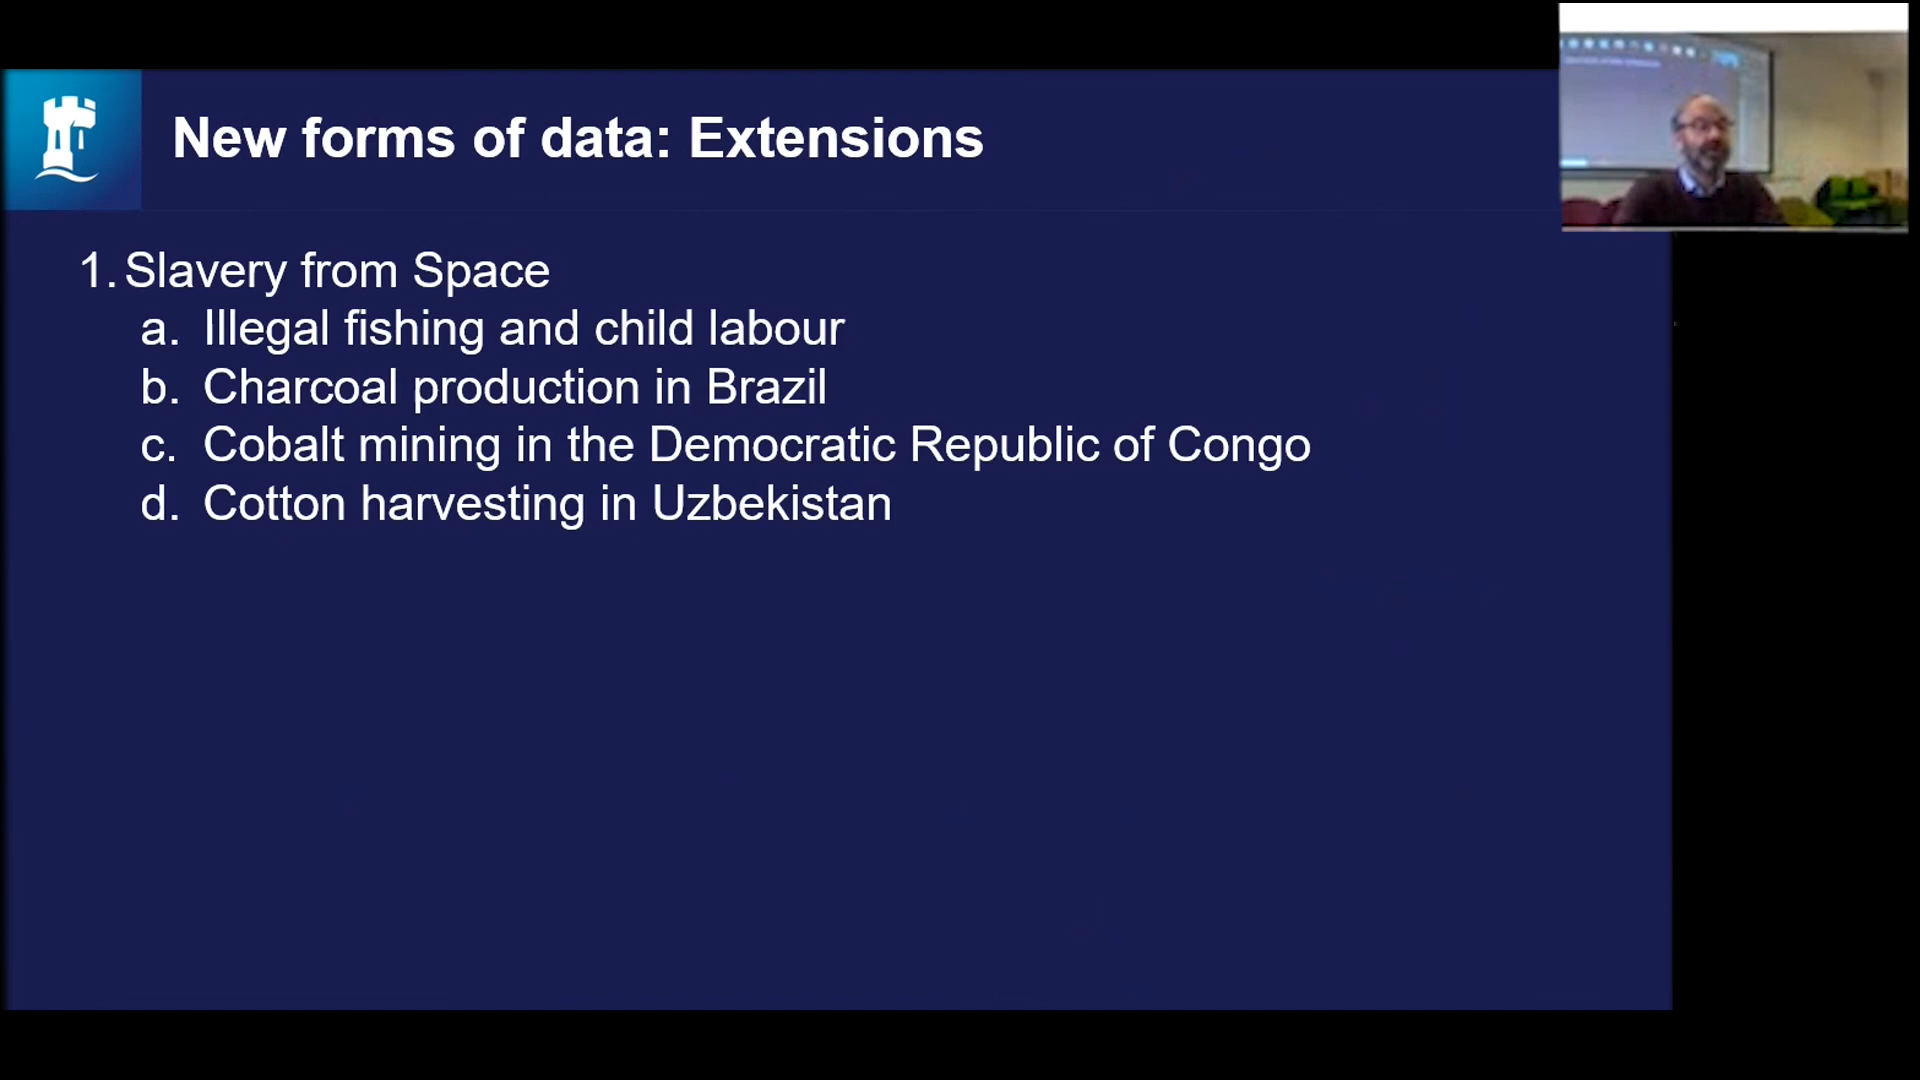 New forms of data: Extensions
1. Slavery from Space
a. Illegal fishing and child labour
b. Charcoal production in Brazil
c. Cobalt mining in the Democratic Republic of Congo
d. Cotton harvesting in Uzbekistan